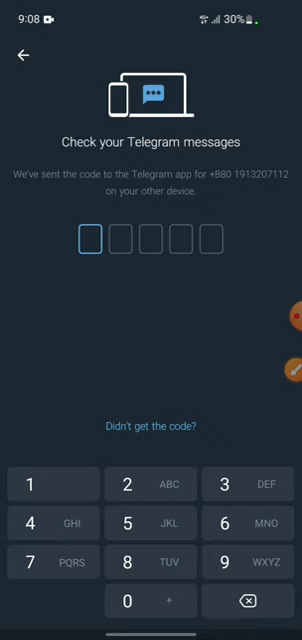 9:08 30%
Check your Telegram messages
We've sent the code to the Telegram app for +880 1913207112
on your other device.
Didn't get the code?
1 2 ABC 3 DEF
4 GHI 5 JKL 6 MNO
7 PQRS 8 TUV 9 WXYZ
0 +